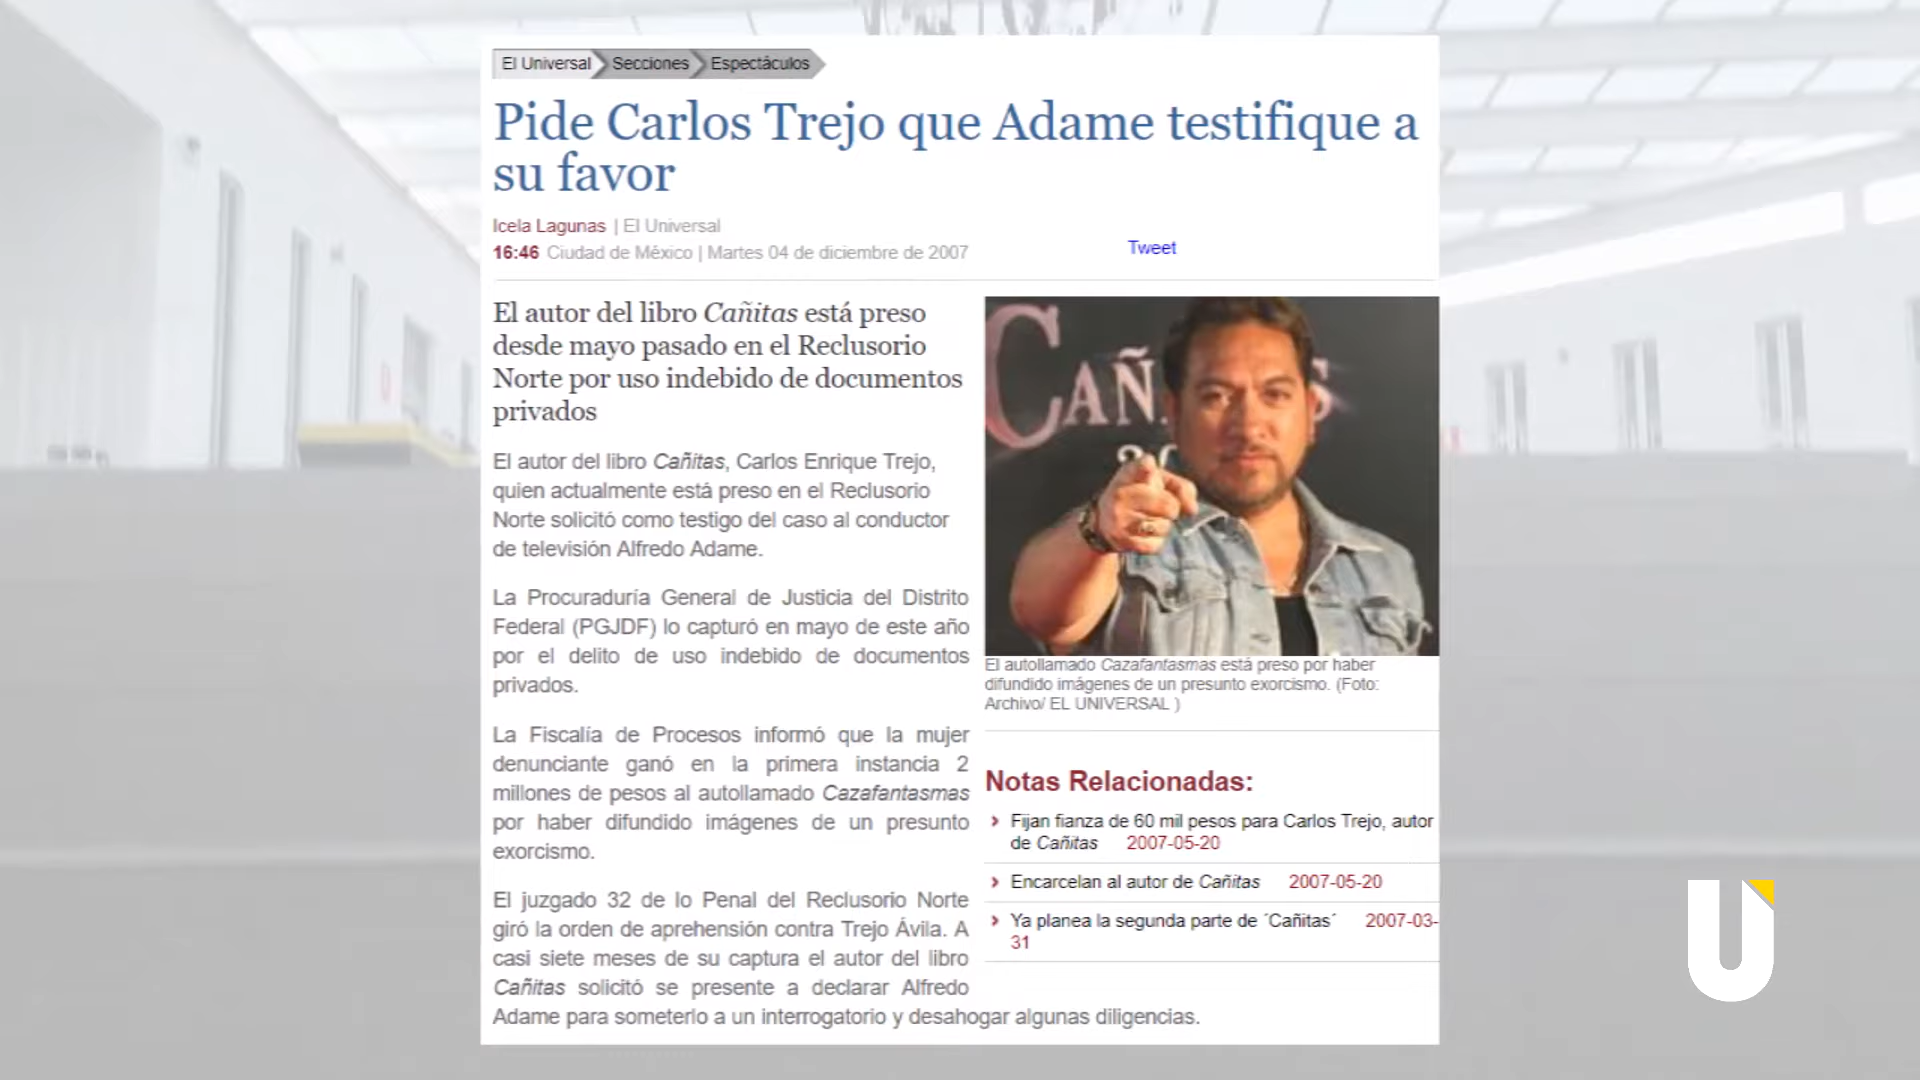 El Universal Secciones Espectáculos
Pide Carlos Trejo que Adame testifique a
su favor
Icela Lagunas | El Universal
16:46 Ciudad de México | Martes 04 de diciembre de 2007
Tweet
El autor del libro Cañitas está preso
desde mayo pasado en el Reclusorio
Norte por uso indebido de documentos
privados
El autor del libro Cañitas, Carlos Enrique Trejo,
quien actualmente está preso en el Reclusorio
Norte solicitó como testigo del caso al conductor
de televisión Alfredo Adame.
La Procuraduría General de Justicia del Distrito
Federal (PGJDF) lo capturó en mayo de este año
por el delito de uso indebido de documentos
privados.
La Fiscalía de Procesos informó que la mujer
denunciante ganó en la primera instancia 2
millones de pesos al autollamado Cazafantasmas
por haber difundido imágenes de un presunto
exorcismo.
El juzgado 32 de lo Penal del Reclusorio Norte
giró la orden de aprehensión contra Trejo Ávila. A
casi siete meses de su captura el autor del libro
Cañitas solicitó se presente a declarar Alfredo
Adame para someterlo a un interrogatorio y desahogar algunas diligencias.
CAÑ S
El autollamado Cazafantasmas está preso por haber
difundido imágenes de un presunto exorcismo. (Foto:
Archivo/ EL UNIVERSAL )
Notas Relacionadas:
Fijan fianza de 60 mil pesos para Carlos Trejo, autor
de Cañitas 2007-05-20
Encarcelan al autor de Cañitas 2007-05-20
Ya planea la segunda parte de ´Cañitas´ 2007-03-
31
U